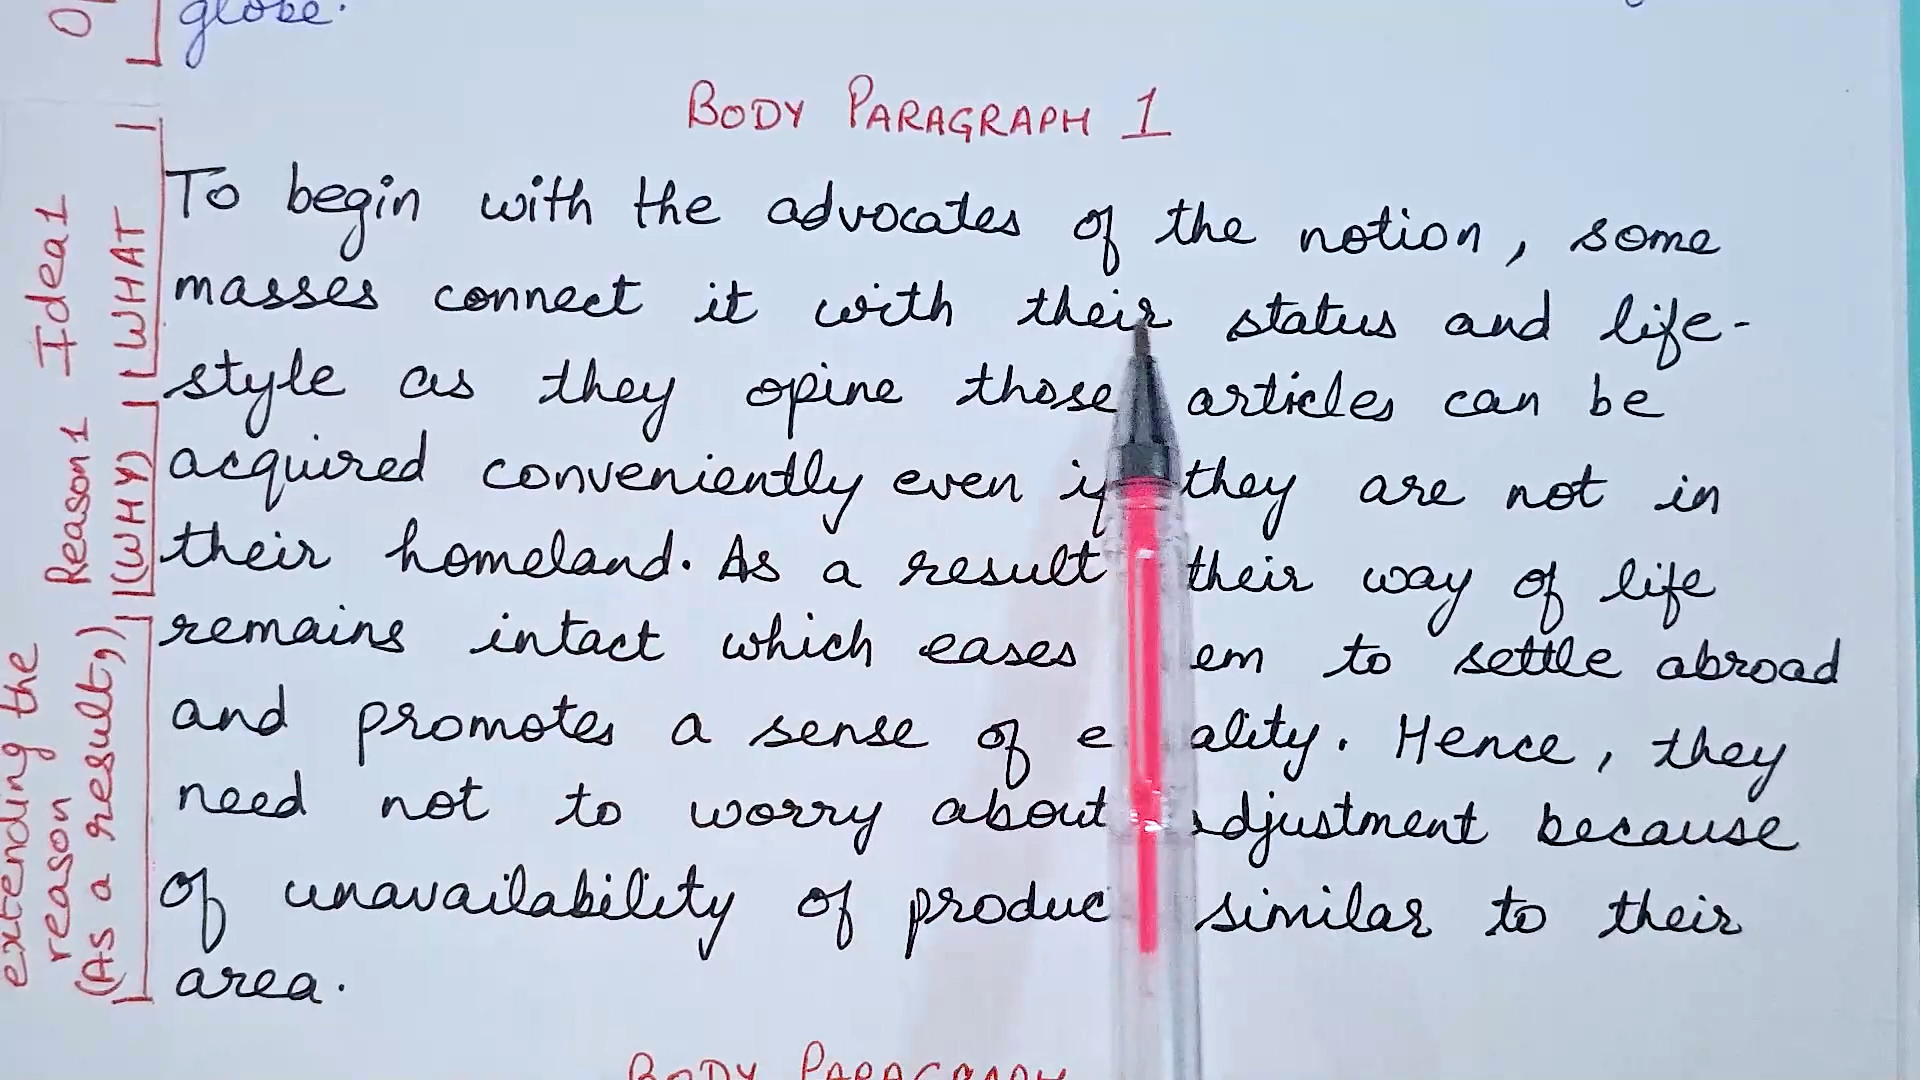 globe.
BODY PARAGRAPH 1
To begin with the advocates of the notion, some
masses connect it with their status and life-
style as they opine those articles can be
acquired conveniently even if they are not in
their homeland. As a result their way of life
remains intact which eases to settle abroad
and promotes a sense of Hence, they
need not to worry about because
of unavailability of similar to their
area.
BODY PARAGRAPH
Idea 1
WHAT
Reason 1
(WHY)
extending the
reason
(As a result,)